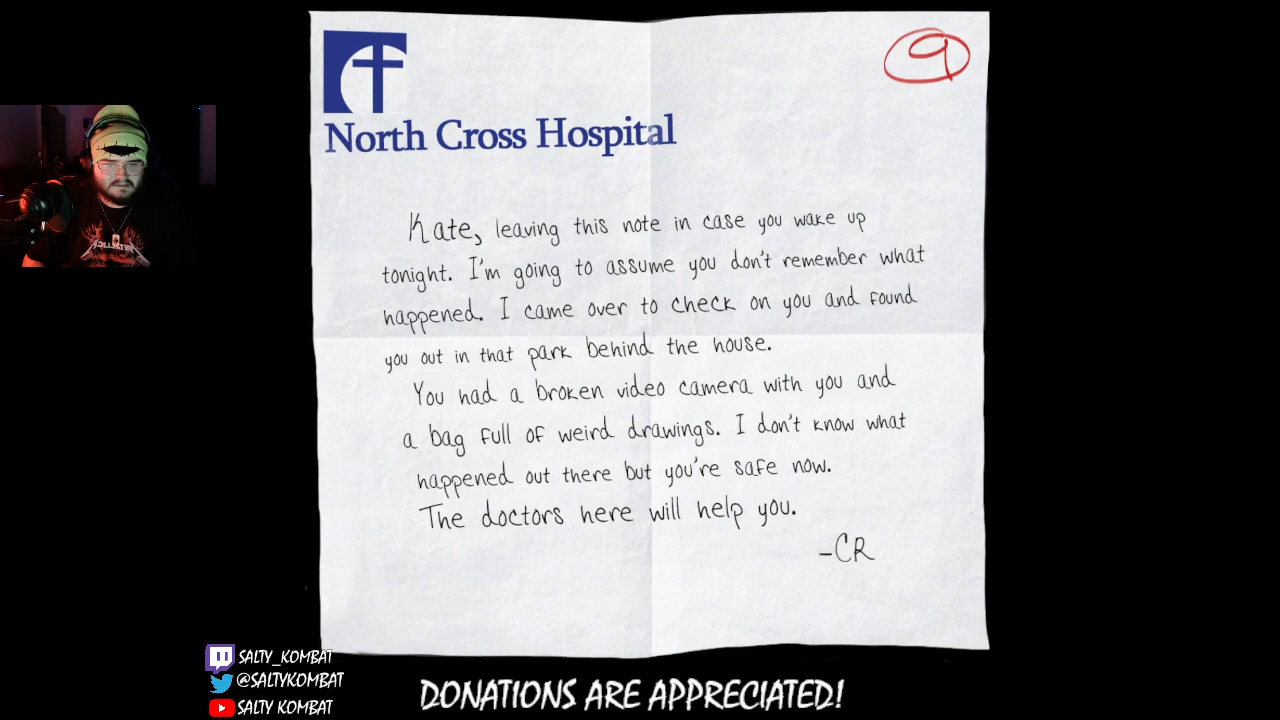 9
North Cross Hospital
Kate, leaving this note in case you wake up
tonight. I'm going to assume you don't remember what
happened. I came over to check on you and found
you out in that park behind the house.
You had a broken video camera with you and
a bag full of weird drawings. I don't know what
happened out there but you're safe now.
The doctors here will help you.
-CR
METALLICA
SALTY_KOMBAT
@SALTYKOMBAT
SALTY KOMBAT
DONATIONS ARE APPRECIATED!